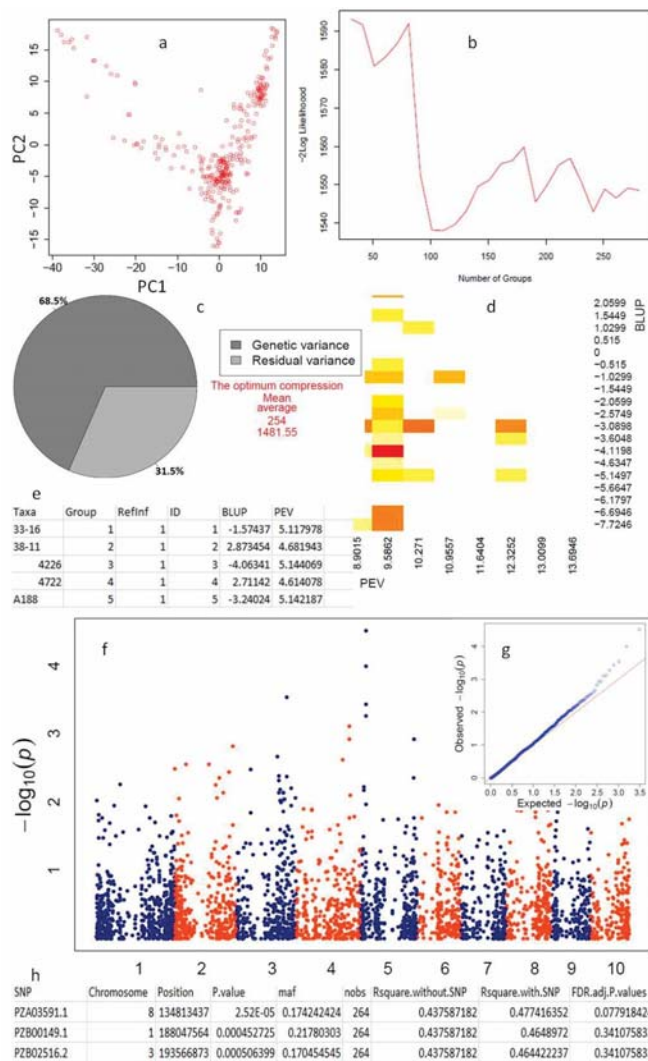 a
PC2
15
10
5
0
−5
−10
−15
−40 −30 −20 −10 0 10
PC1
b
−2Log Likelihoood
1590
1580
1570
1560
1550
1540
50 100 150 200 250
Number of Groups
c
68.5%
31.5%
Genetic variance
Residual variance
The optimum compression
Mean
average
254
1481.55
d
BLUP
2.0599
1.5449
1.0299
0.515
0
−0.515
−1.0299
−1.5449
−2.0599
−2.5749
−3.0898
−3.6048
−4.1198
−4.6347
−5.1497
−5.6647
−6.1797
−6.6946
−7.7246
8.9015 9.5862 10.271 10.9557 11.6404 12.3252 13.0099 13.6946
PEV
e
Taxa Group RefInf ID BLUP PEV
33-16 1 1 1 -1.57437 5.117978
38-11 2 1 2 2.873454 4.681943
4226 3 1 3 -4.06341 5.144069
4722 4 1 4 2.71142 4.614078
A188 5 1 5 -3.24024 5.142187
f
−log10(p)
4
3
2
1
1 2 3 4 5 6 7 8 9 10
g
Observed −log10(p)
4
3
2
1
0
0.0 0.5 1.0 1.5 2.0 2.5 3.0 3.5
Expected −log10(p)
h
SNP Chromosome Position P.value maf nobs Rsquare.without.SNP Rsquare.with.SNP FDR.adj.P.values
PZA03591.1 8 134813437 2.52E-05 0.174242424 264 0.437587182 0.477416352 0.07791842
PZB00149.1 1 188047564 0.000452725 0.21780303 264 0.437587182 0.4648972 0.34107583
PZB02516.2 3 193566873 0.000506399 0.170454545 264 0.437587182 0.464422237 0.34107583